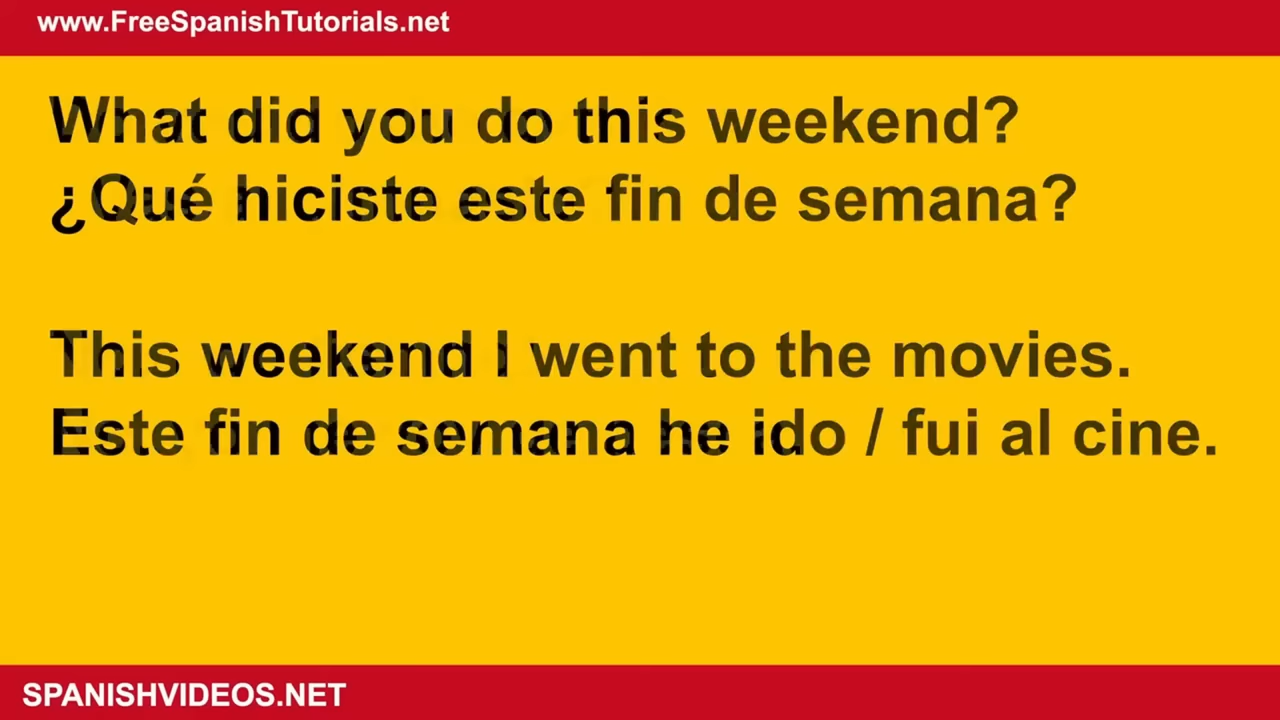 www.FreeSpanishTutorials.net
What did you do this weekend?
¿Qué hiciste este fin de semana?
This weekend I went to the movies.
Este fin de semana he ido / fui al cine.
SPANISHVIDEOS.NET